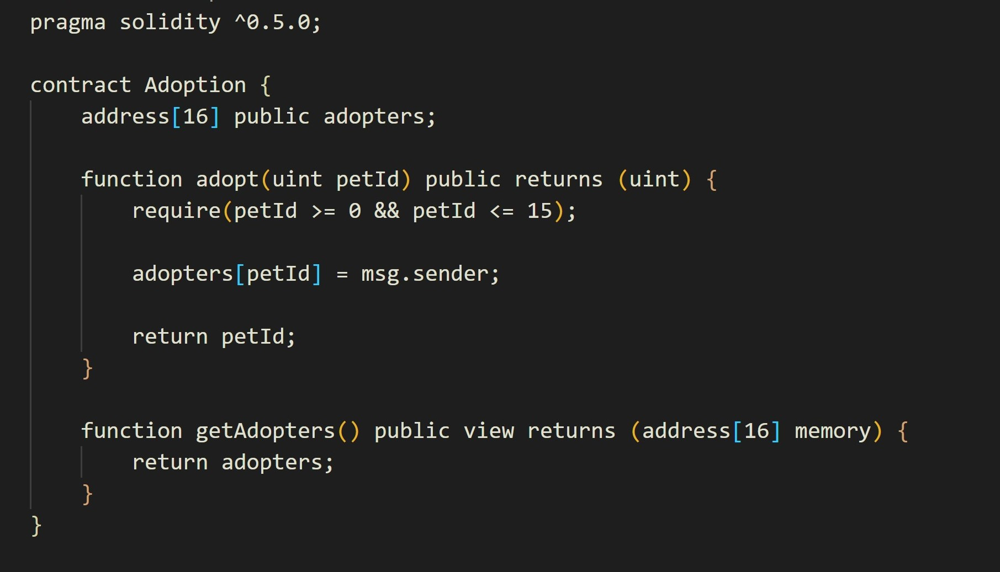 pragma solidity ^0.5.0;
contract Adoption {
address[16] public adopters;
function adopt(uint petId) public returns (uint) {
require(petId >= 0 && petId <= 15);
adopters[petId] = msg.sender;
return petId;
}
function getAdopters() public view returns (address[16] memory) {
return adopters;
}
}